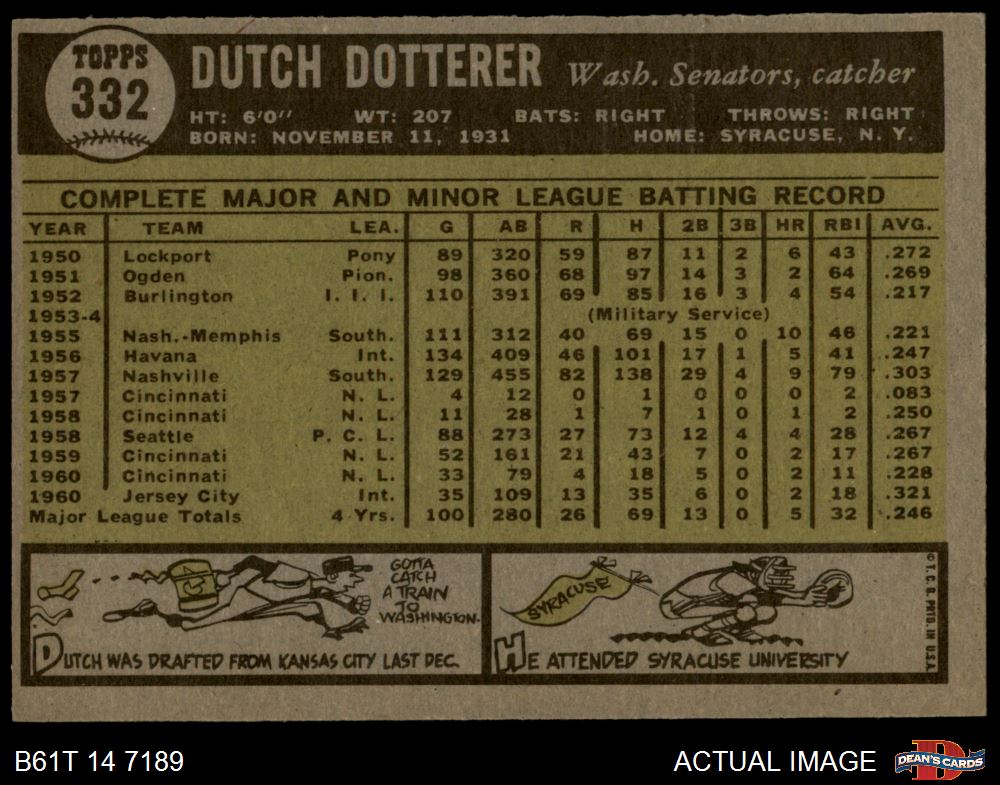 TOPPS
332
DUTCH DOTTERER Wash. Senators, catcher
HT: 6'0" WT: 207 BATS: RIGHT THROWS: RIGHT
BORN: NOVEMBER 11, 1931 HOME: SYRACUSE, N. Y.
COMPLETE MAJOR AND MINOR LEAGUE BATTING RECORD
YEAR TEAM LEA. G AB R H 2B 3B HR RBI AVG.
1950 Lockport Pony 89 320 59 87 11 2 6 43 .272
1951 Ogden Pion. 98 360 68 97 14 3 2 64 .269
1952 Burlington I. I. I. 110 391 69 85 16 3 4 54 .217
1953-4 (Military Service)
1955 Nash.-Memphis South. 111 312 40 69 15 0 10 46 .221
1956 Havana Int. 134 409 46 101 17 1 5 41 .247
1957 Nashville South. 129 455 82 138 29 4 9 79 .303
1957 Cincinnati N. L. 4 12 0 1 0 0 0 2 .083
1958 Cincinnati N. L. 11 28 1 7 1 0 1 2 .250
1958 Seattle P. C. L. 88 273 27 73 12 4 4 28 .267
1959 Cincinnati N. L. 52 161 21 43 7 0 2 17 .267
1960 Cincinnati N. L. 33 79 4 18 5 0 2 11 .228
1960 Jersey City Int. 35 109 13 35 6 0 2 18 .321
Major League Totals 4 Yrs. 100 280 26 69 13 0 5 32 .246
GOTTA
CATCH
A TRAIN
TO
WASHINGTON.
DUTCH WAS DRAFTED FROM KANSAS CITY LAST DEC.
SYRACUSE
HE ATTENDED SYRACUSE UNIVERSITY
© T. C. G. PRTD. IN U.S.A.
B61T 14 7189
ACTUAL IMAGE
DEAN'S CARDS